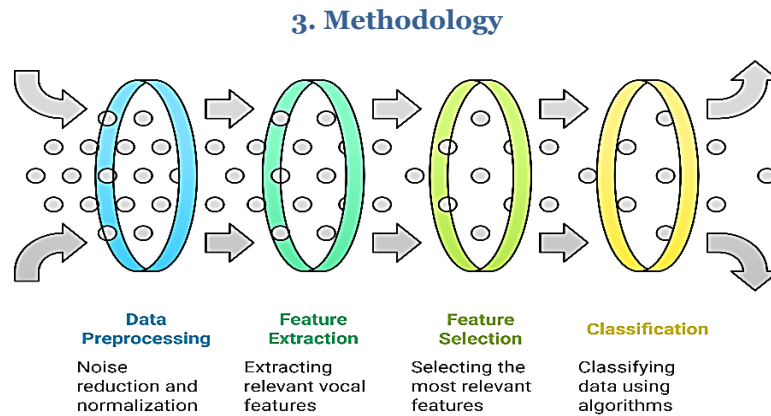 3. Methodology
Data
Preprocessing
Noise
reduction and
normalization
Feature
Extraction
Extracting
relevant vocal
features
Feature
Selection
Selecting the
most relevant
features
Classification
Classifying
data using
algorithms